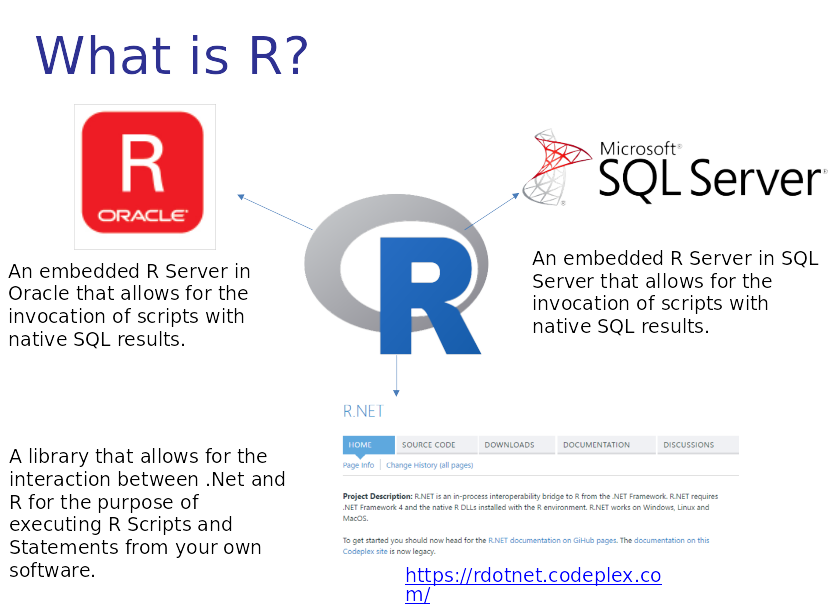 What is R?
R
ORACLE®
Microsoft®
SQL Server®
An embedded R Server in
Oracle that allows for the
invocation of scripts with
native SQL results.
R
An embedded R Server in SQL
Server that allows for the
invocation of scripts with
native SQL results.
A library that allows for the
interaction between .Net and
R for the purpose of
executing R Scripts and
Statements from your own
software.
R.NET
HOME SOURCE CODE DOWNLOADS DOCUMENTATION DISCUSSIONS
Page Info | Change History (all pages)
Project Description: R.NET is an in-process interoperability bridge to R from the .NET Framework. R.NET requires
.NET Framework 4 and the native R DLLs installed with the R environment. R.NET works on Windows, Linux and
MacOS.
To get started you should now head for the R.NET documentation on GiHub pages. The documentation on this
Codeplex site is now legacy.
https://rdotnet.codeplex.co
m/